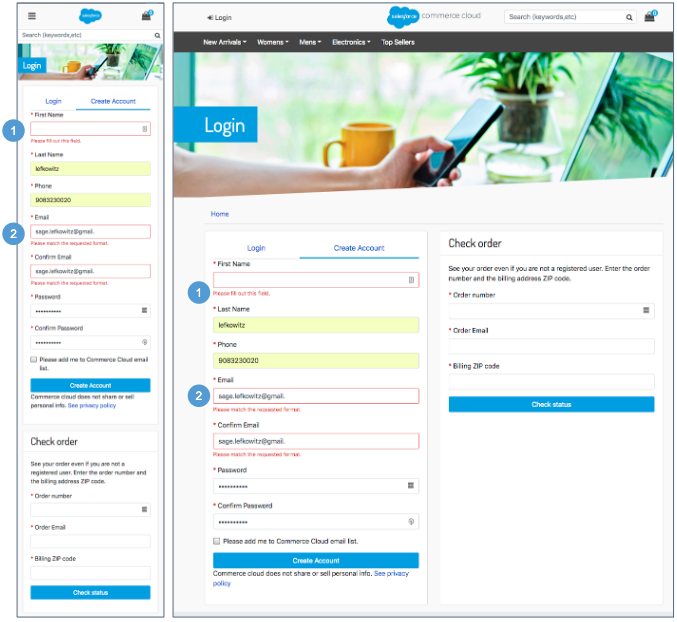 salesforce
0
Search (keywords,etc)
Login
Login
Create Account
* First Name
1
Please fill out this field.
* Last Name
lefkowitz
* Phone
9083230020
* Email
2
sage.lefkowitz@gmail.
Please match the requested format.
* Confirm Email
sage.lefkowitz@gmail.
Please match the requested format.
* Password
••••••••••
* Confirm Password
••••••••••
Please add me to Commerce Cloud email
list.
Create Account
Commerce cloud does not share or sell
personal info. See privacy policy
Check order
See your order even if you are not a
registered user. Enter the order number and
the billing address ZIP code.
* Order number
* Order Email
* Billing ZIP code
Check status
Login
salesforce commerce cloud
Search (keywords,etc)
0
New Arrivals
Womens
Mens
Electronics
Top Sellers
Login
Home
Login
Create Account
* First Name
1
Please fill out this field.
* Last Name
lefkowitz
* Phone
9083230020
* Email
2
sage.lefkowitz@gmail.
Please match the requested format.
* Confirm Email
sage.lefkowitz@gmail.
Please match the requested format.
* Password
••••••••••
* Confirm Password
••••••••••
Please add me to Commerce Cloud email list.
Create Account
Commerce cloud does not share or sell personal info. See privacy
policy
Check order
See your order even if you are not a registered user. Enter the order
number and the billing address ZIP code.
* Order number
* Order Email
* Billing ZIP code
Check status